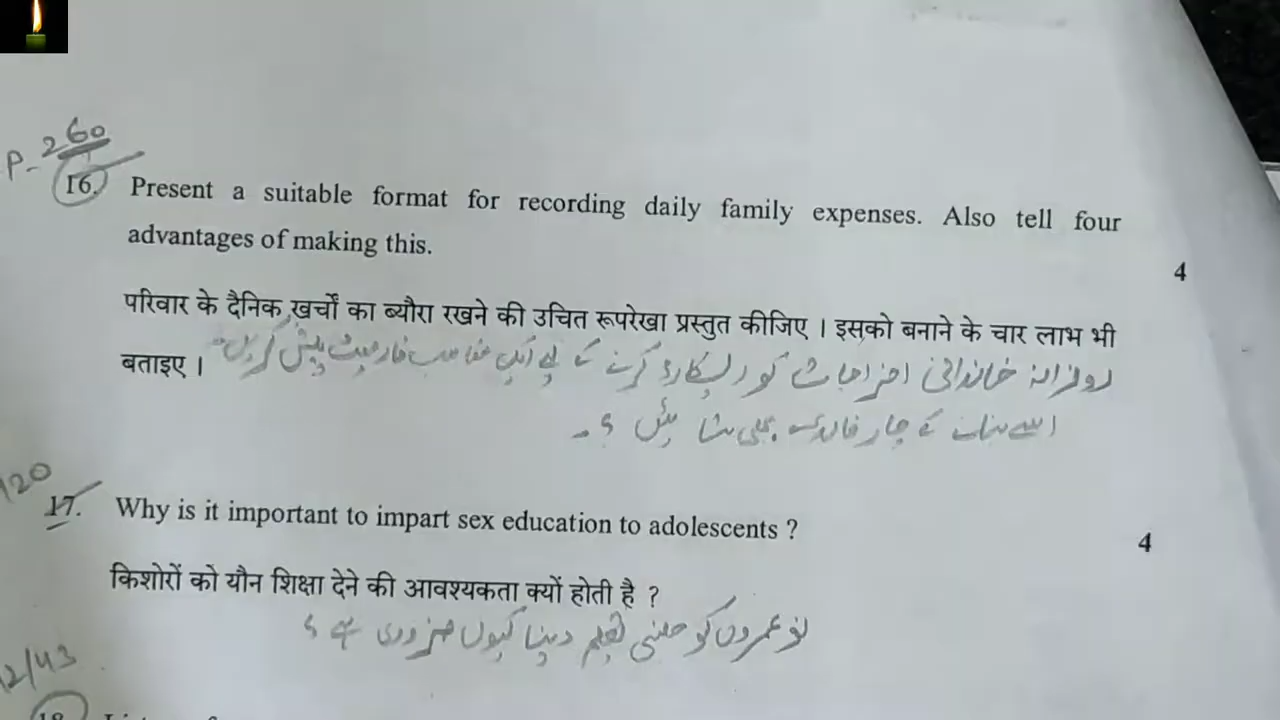 P-260
16. Present a suitable format for recording daily family expenses. Also tell four
advantages of making this. 4
परिवार के दैनिक खर्चों का ब्यौरा रखने की उचित रूपरेखा प्रस्तुत कीजिए । इसको बनाने के चार लाभ भी
बताइए ।
روزانہ خاندانی اخراجات کو ریکارڈ کرنے کے لیے ایک مناسب فارمیٹ پیش کریں۔
اسے بنانے کے چار فائدے بھی بتائیں ؟
120
17. Why is it important to impart sex education to adolescents ? 4
किशोरों को यौन शिक्षा देने की आवश्यकता क्यों होती है ?
نو عمروں کو جنسی تعلیم دینا کیوں ضروری ہے ؟
12/43
18.